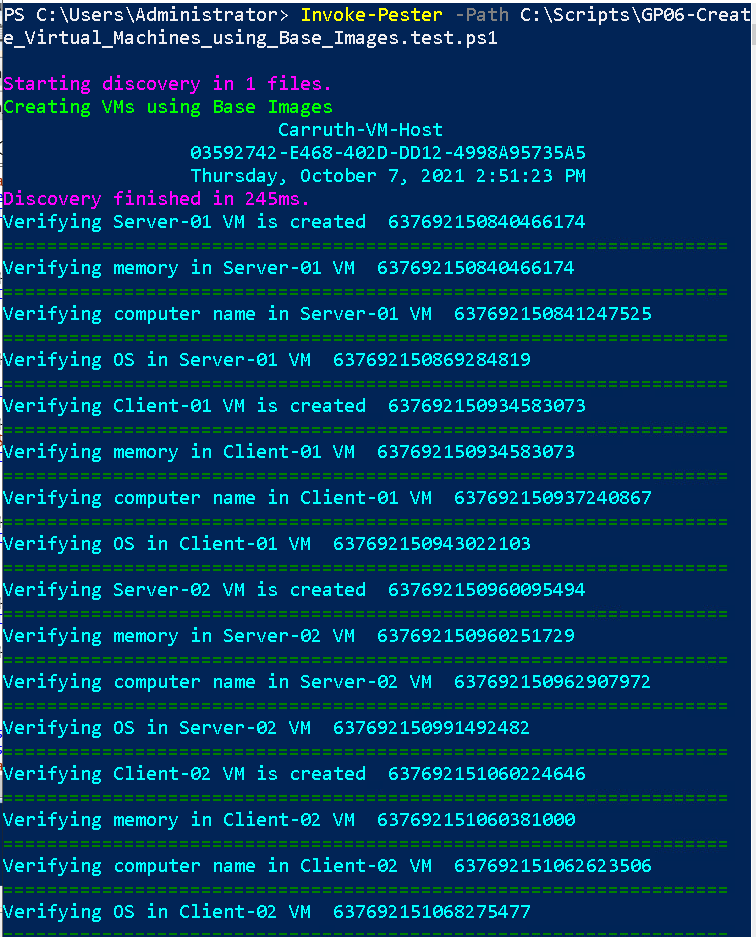 PS C:\Users\Administrator> Invoke-Pester -Path C:\Scripts\GP06-Creat
e_Virtual_Machines_using_Base_Images.test.ps1
Starting discovery in 1 files.
Creating VMs using Base Images
Carruth-VM-Host
03592742-E468-402D-DD12-4998A95735A5
Thursday, October 7, 2021 2:51:23 PM
Discovery finished in 245ms.
Verifying Server-01 VM is created  637692150840466174
==================================================================
Verifying memory in Server-01 VM  637692150840466174
==================================================================
Verifying computer name in Server-01 VM  637692150841247525
==================================================================
Verifying OS in Server-01 VM  637692150869284819
==================================================================
Verifying Client-01 VM is created  637692150934583073
==================================================================
Verifying memory in Client-01 VM  637692150934583073
==================================================================
Verifying computer name in Client-01 VM  637692150937240867
==================================================================
Verifying OS in Client-01 VM  637692150943022103
==================================================================
Verifying Server-02 VM is created  637692150960095494
==================================================================
Verifying memory in Server-02 VM  637692150960251729
==================================================================
Verifying computer name in Server-02 VM  637692150962907972
==================================================================
Verifying OS in Server-02 VM  637692150991492482
==================================================================
Verifying Client-02 VM is created  637692151060224646
==================================================================
Verifying memory in Client-02 VM  637692151060381000
==================================================================
Verifying computer name in Client-02 VM  637692151062623506
==================================================================
Verifying OS in Client-02 VM  637692151068275477
==================================================================